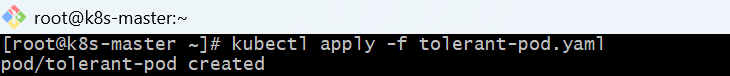 root@k8s-master:~
[root@k8s-master ~]# kubectl apply -f tolerant-pod.yaml
pod/tolerant-pod created